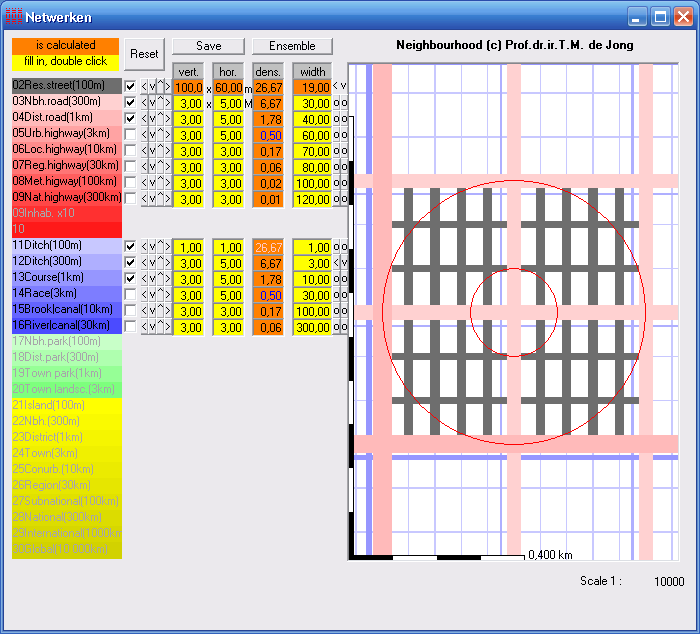 Netwerken
is calculated
fill in, double click
Reset
Save
Ensemble
Neighbourhood (c) Prof.dr.ir.T.M. de Jong
vert. hor. dens. width
02Res.street(100m) < v ^ > 100,0 x 60,00 m 26,67 19,00 < v
03Nbh.road(300m) < v ^ > 3,00 x 5,00 M 6,67 30,00 o o
04Dist.road(1km) < v ^ > 3,00 5,00 1,78 40,00 o o
05Urb.highway(3km) < v ^ > 3,00 5,00 0,50 60,00 o o
06Loc.highway(10km) < v ^ > 3,00 5,00 0,17 70,00 o o
07Reg.highway(30km) < v ^ > 3,00 3,00 0,06 80,00 o o
08Met.higway(100km) < v ^ > 3,00 3,00 0,02 100,00 o o
09Nat.highway(300km) < v ^ > 3,00 3,00 0,01 120,00 o o
09Inhab. x10
10
11Ditch(100m) < v ^ > 1,00 1,00 26,67 1,00 o o
12Ditch(300m) < v ^ > 3,00 5,00 6,67 3,00 < v
13Course(1km) < v ^ > 3,00 5,00 1,78 10,00 o o
14Race(3km) < v ^ > 3,00 5,00 0,50 30,00 o o
15Brook|canal(10km) < v ^ > 3,00 3,00 0,17 100,00 o o
16River|canal(30km) < v ^ > 3,00 3,00 0,06 300,00 o o
17Nbh.park(100m)
18Dist.park(300m)
19Town park(1km)
20Town landsc.(3km)
21Island(100m)
22Nbh.(300m)
23District(1km)
24Town(3km)
25Conurb.(10km)
26Region(30km)
27Subnational(100km)
28National(300km)
29International(1000km
30Global(10 000km)
0,400 km
Scale 1 : 10000